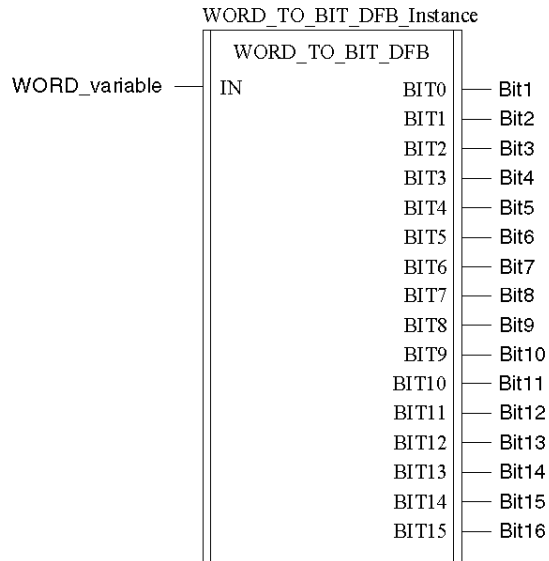 WORD_TO_BIT_DFB_Instance
WORD_TO_BIT_DFB
WORD_variable IN BIT0 Bit1
BIT1 Bit2
BIT2 Bit3
BIT3 Bit4
BIT4 Bit5
BIT5 Bit6
BIT6 Bit7
BIT7 Bit8
BIT8 Bit9
BIT9 Bit10
BIT10 Bit11
BIT11 Bit12
BIT12 Bit13
BIT13 Bit14
BIT14 Bit15
BIT15 Bit16